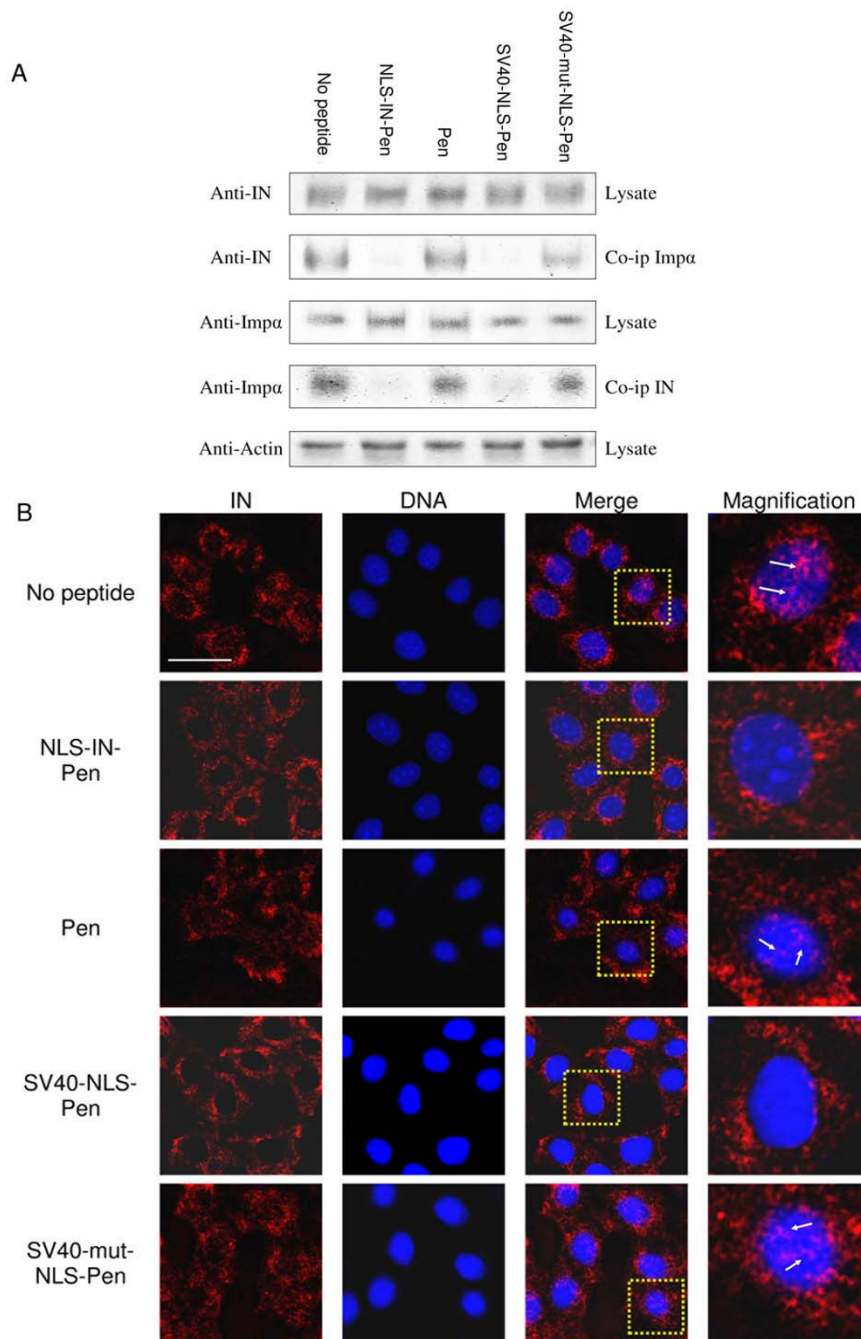 A
No peptide
NLS-IN-Pen
Pen
SV40-NLS-Pen
SV40-mut-NLS-Pen
Anti-IN Lysate
Anti-IN Co-ip Impα
Anti-Impα Lysate
Anti-Impα Co-ip IN
Anti-Actin Lysate
B
IN DNA Merge Magnification
No peptide
NLS-IN-
Pen
Pen
SV40-NLS-
Pen
SV40-mut-
NLS-Pen